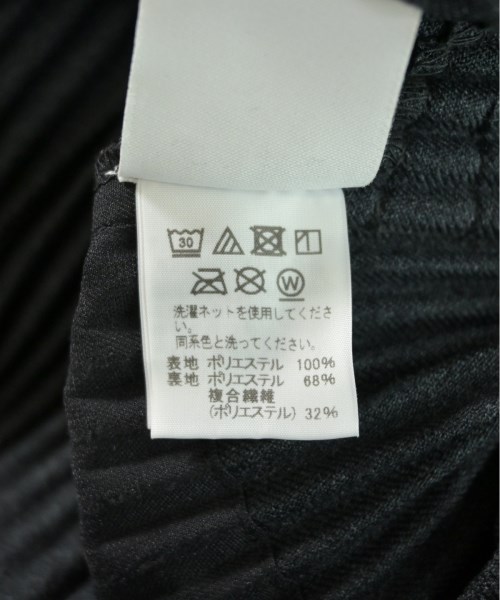 30
W
洗濯ネットを使用してくださ
い。
同系色と洗ってください。
表地 ポリエステル 100%
裏地 ポリエステル 68%
複合繊維
(ポリエステル) 32%